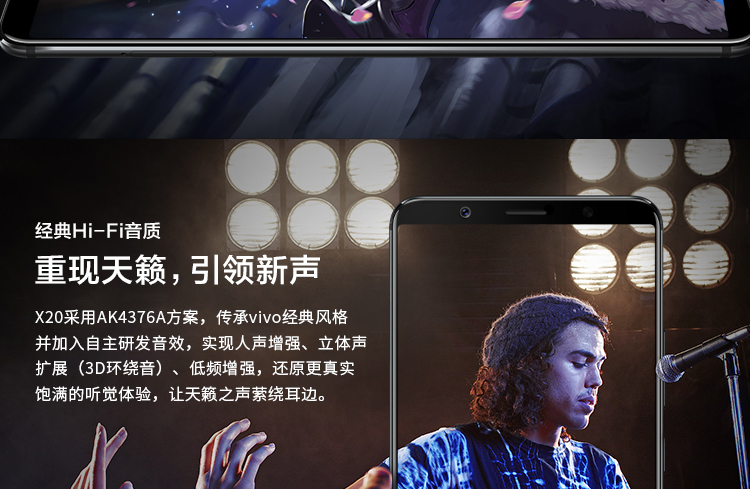 经典Hi-Fi音质
重现天籁，引领新声
X20采用AK4376A方案，传承vivo经典风格
并加入自主研发音效，实现人声增强、立体声
扩展（3D环绕音）、低频增强，还原更真实
饱满的听觉体验，让天籁之声萦绕耳边。